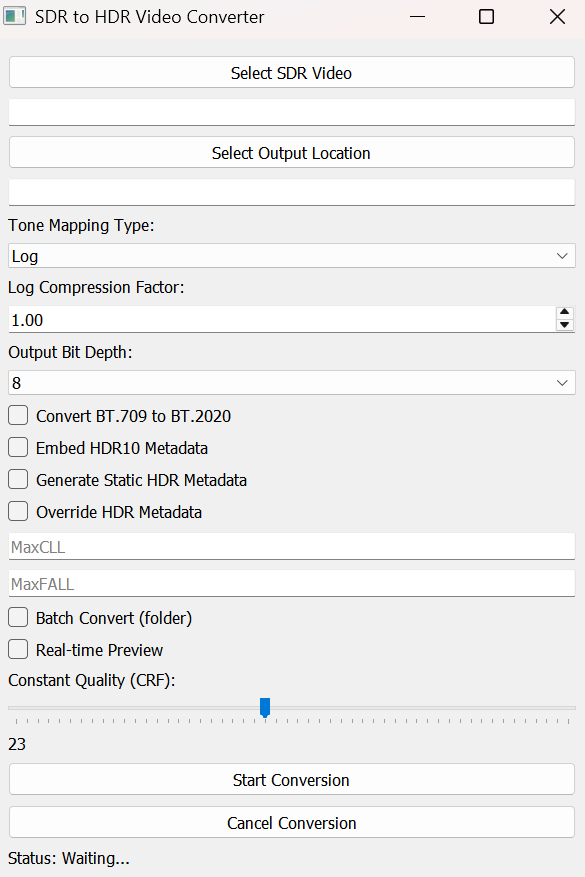 SDR to HDR Video Converter
Select SDR Video
Select Output Location
Tone Mapping Type:
Log
Log Compression Factor:
1.00
Output Bit Depth:
8
Convert BT.709 to BT.2020
Embed HDR10 Metadata
Generate Static HDR Metadata
Override HDR Metadata
MaxCLL
MaxFALL
Batch Convert (folder)
Real-time Preview
Constant Quality (CRF):
23
Start Conversion
Cancel Conversion
Status: Waiting...